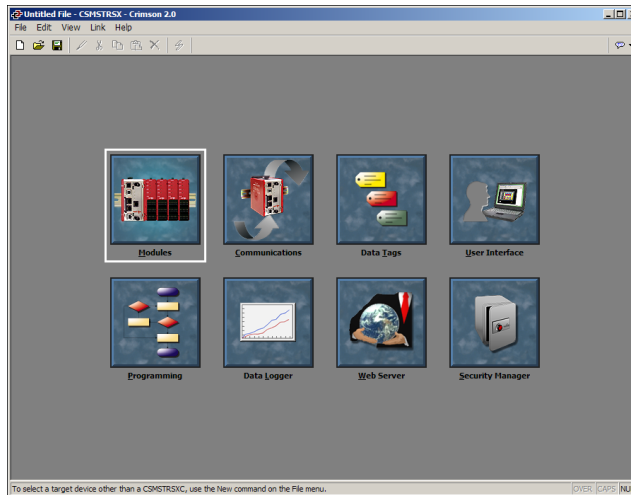 Untitled File - CSMSTRSX - Crimson 2.0
File Edit View Link Help
Modules Communications Data Tags User Interface
Programming Data Logger Web Server Security Manager
To select a target device other than a CSMSTRSXC, use the New command on the File menu. OVER CAPS NU